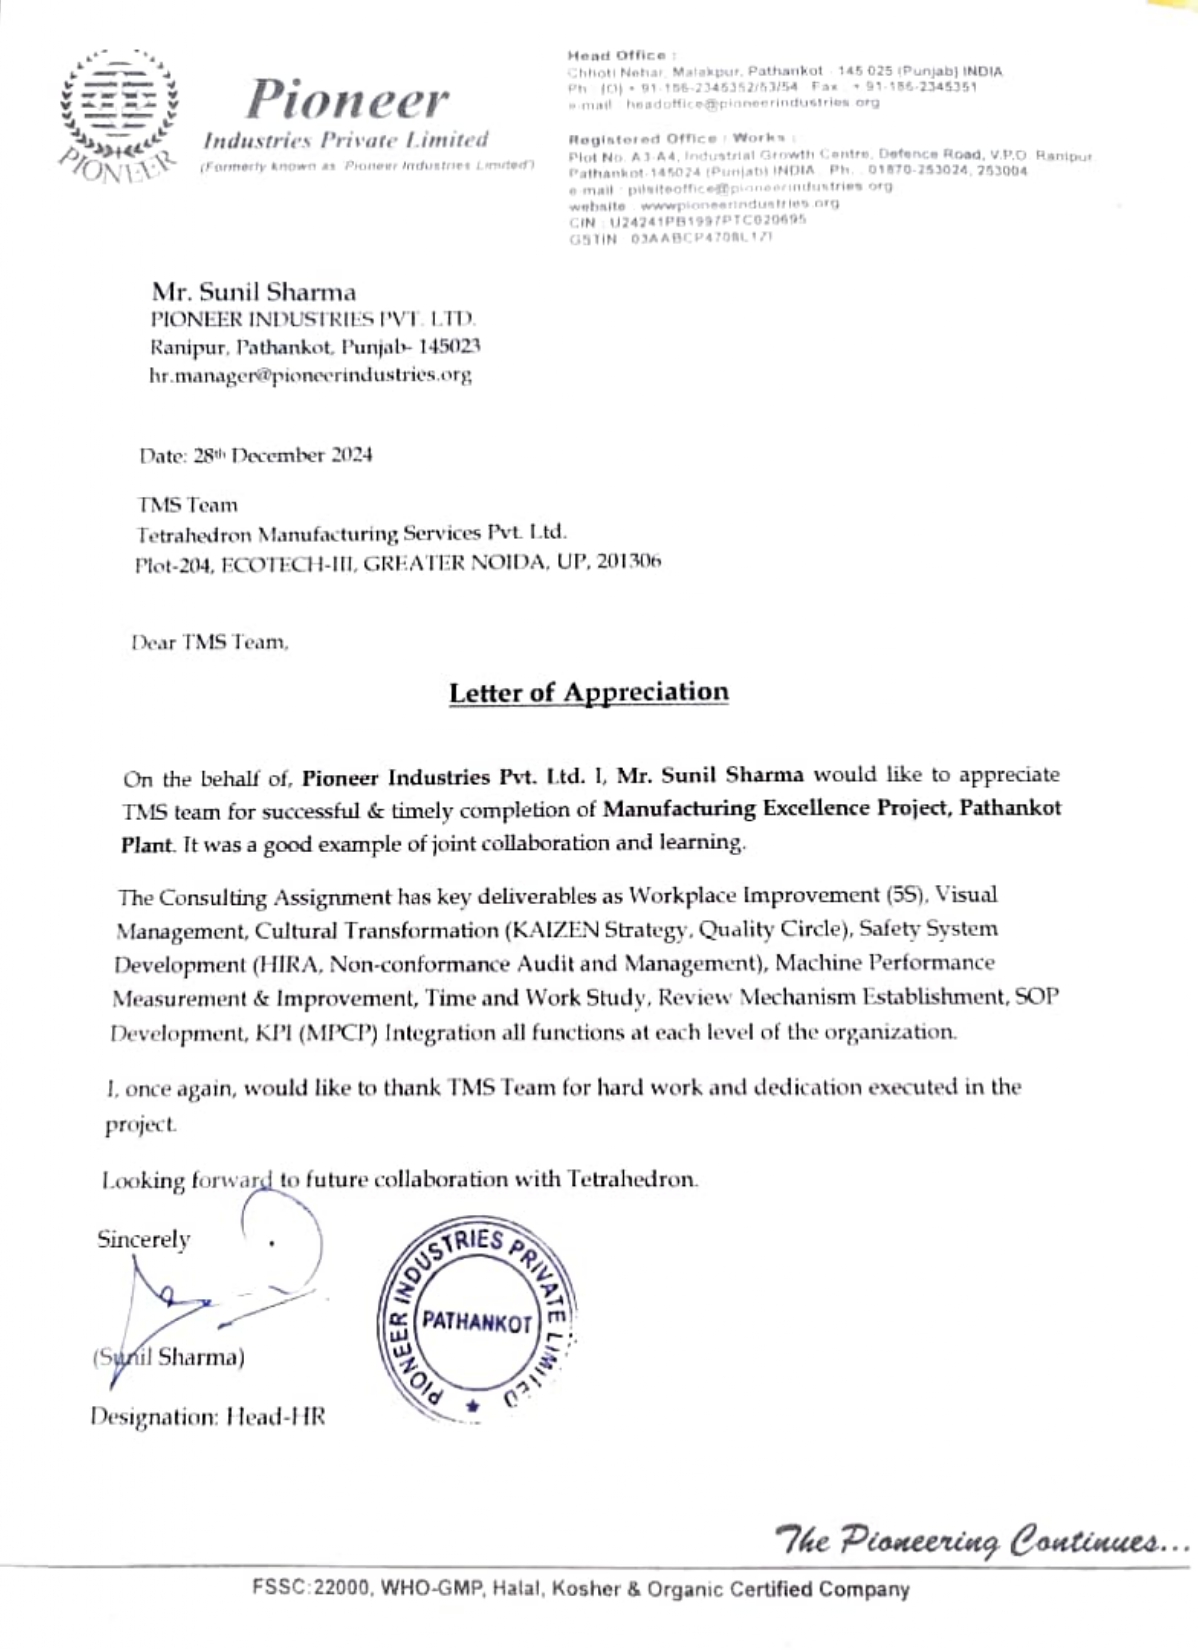 PIONEER
Pioneer
Industries Private Limited
(Formerly known as 'Pioneer Industries Limited')
Head Office :
Chhoti Nehar, Malakpur, Pathankot - 145 025 (Punjab) INDIA
Ph : (O) + 91-186-2345352/53/54 Fax : + 91-186-2345351
e-mail : headoffice@pioneerindustries.org
Registered Office / Works :
Plot No. A3-A4, Industrial Growth Centre, Defence Road, V.P.O. Ranipur
Pathankot-145024 (Punjab) INDIA Ph. : 01870-253024, 253004
e-mail : pilsiteoffice@pioneerindustries.org
website : wwwpioneerindustries.org
CIN : U24241PB1997PTC020695
GSTIN :
Mr. Sunil Sharma
PIONEER INDUSTRIES PVT. LTD.
Ranipur, Pathankot, Punjab- 145023
hr.manager@pioneerindustries.org
Date: 28th December 2024
TMS Team
Tetrahedron Manufacturing Services Pvt. Ltd.
Plot-204, ECOTECH-III, GREATER NOIDA, UP, 201306
Dear TMS Team,
Letter of Appreciation
On the behalf of, Pioneer Industries Pvt. Ltd. I, Mr. Sunil Sharma would like to appreciate
TMS team for successful & timely completion of Manufacturing Excellence Project, Pathankot
Plant. It was a good example of joint collaboration and learning.
The Consulting Assignment has key deliverables as Workplace Improvement (5S), Visual
Management, Cultural Transformation (KAIZEN Strategy, Quality Circle), Safety System
Development (HIRA, Non-conformance Audit and Management), Machine Performance
Measurement & Improvement, Time and Work Study, Review Mechanism Establishment, SOP
Development, KPI (MPCP) Integration all functions at each level of the organization.
I, once again, would like to thank TMS Team for hard work and dedication executed in the
project.
Looking forward to future collaboration with Tetrahedron.
Sincerely
(Sunil Sharma)
Designation: Head-HR
PIONEER INDUSTRIES PRIVATE LIMITED
PATHANKOT
The Pioneering Continues...
FSSC:22000, WHO-GMP, Halal, Kosher & Organic Certified Company